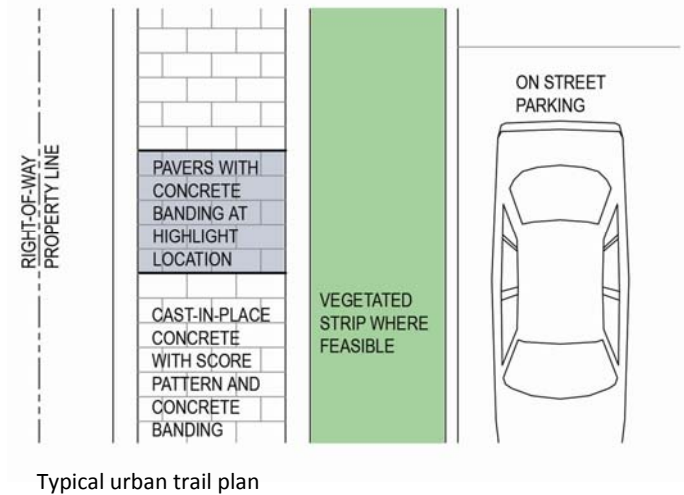 RIGHT-OF-WAY
PROPERTY LINE
PAVERS WITH
CONCRETE
BANDING AT
HIGHLIGHT
LOCATION
CAST-IN-PLACE
CONCRETE
WITH SCORE
PATTERN AND
CONCRETE
BANDING
VEGETATED
STRIP WHERE
FEASIBLE
ON STREET
PARKING
Typical urban trail plan